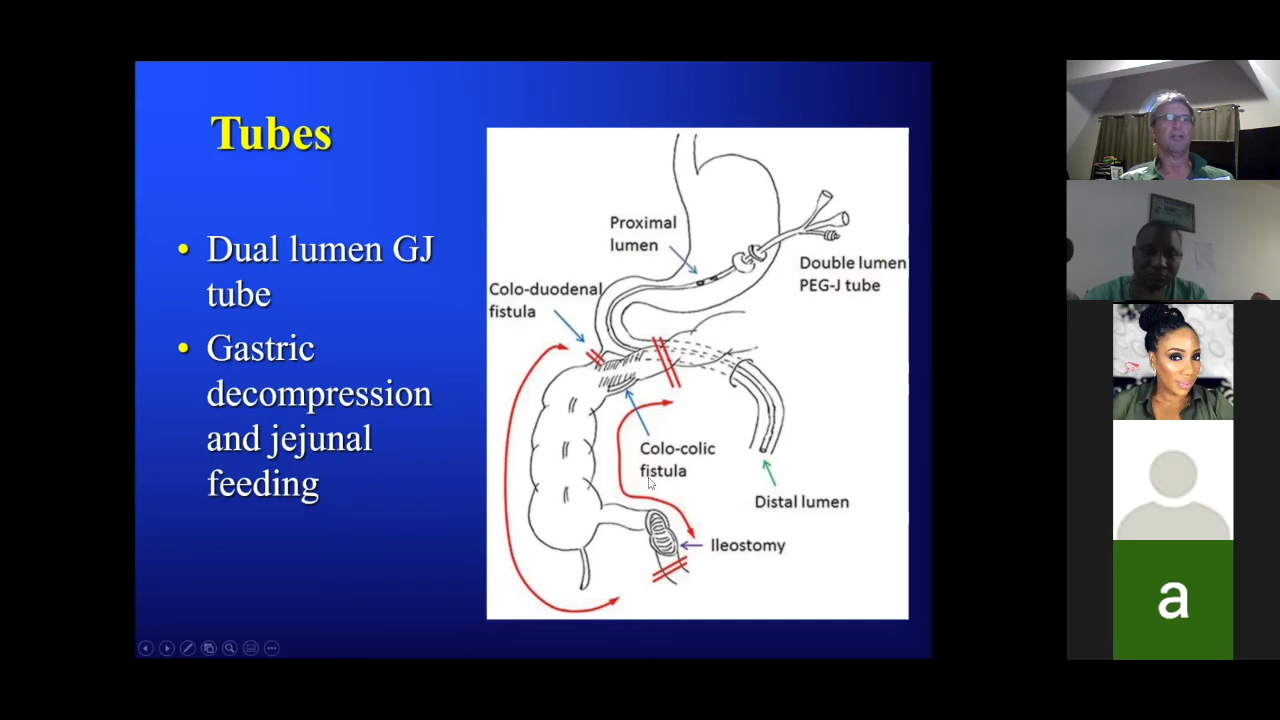 Tubes
• Dual lumen GJ
tube
• Gastric
decompression
and jejunal
feeding
Proximal
lumen
Double lumen
PEG-J tube
Colo-duodenal
fistula
Colo-colic
fistula
Distal lumen
Ileostomy
a